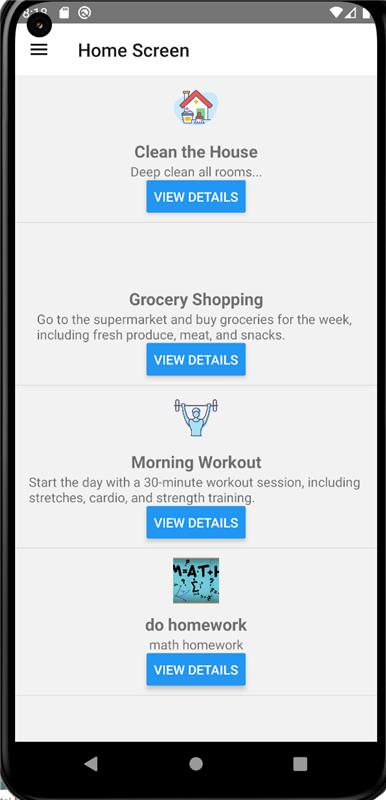 8:18
Home Screen
Clean the House
Deep clean all rooms...
VIEW DETAILS
Grocery Shopping
Go to the supermarket and buy groceries for the week,
including fresh produce, meat, and snacks.
VIEW DETAILS
Morning Workout
Start the day with a 30-minute workout session, including
stretches, cardio, and strength training.
VIEW DETAILS
M=A+T+H
do homework
math homework
VIEW DETAILS